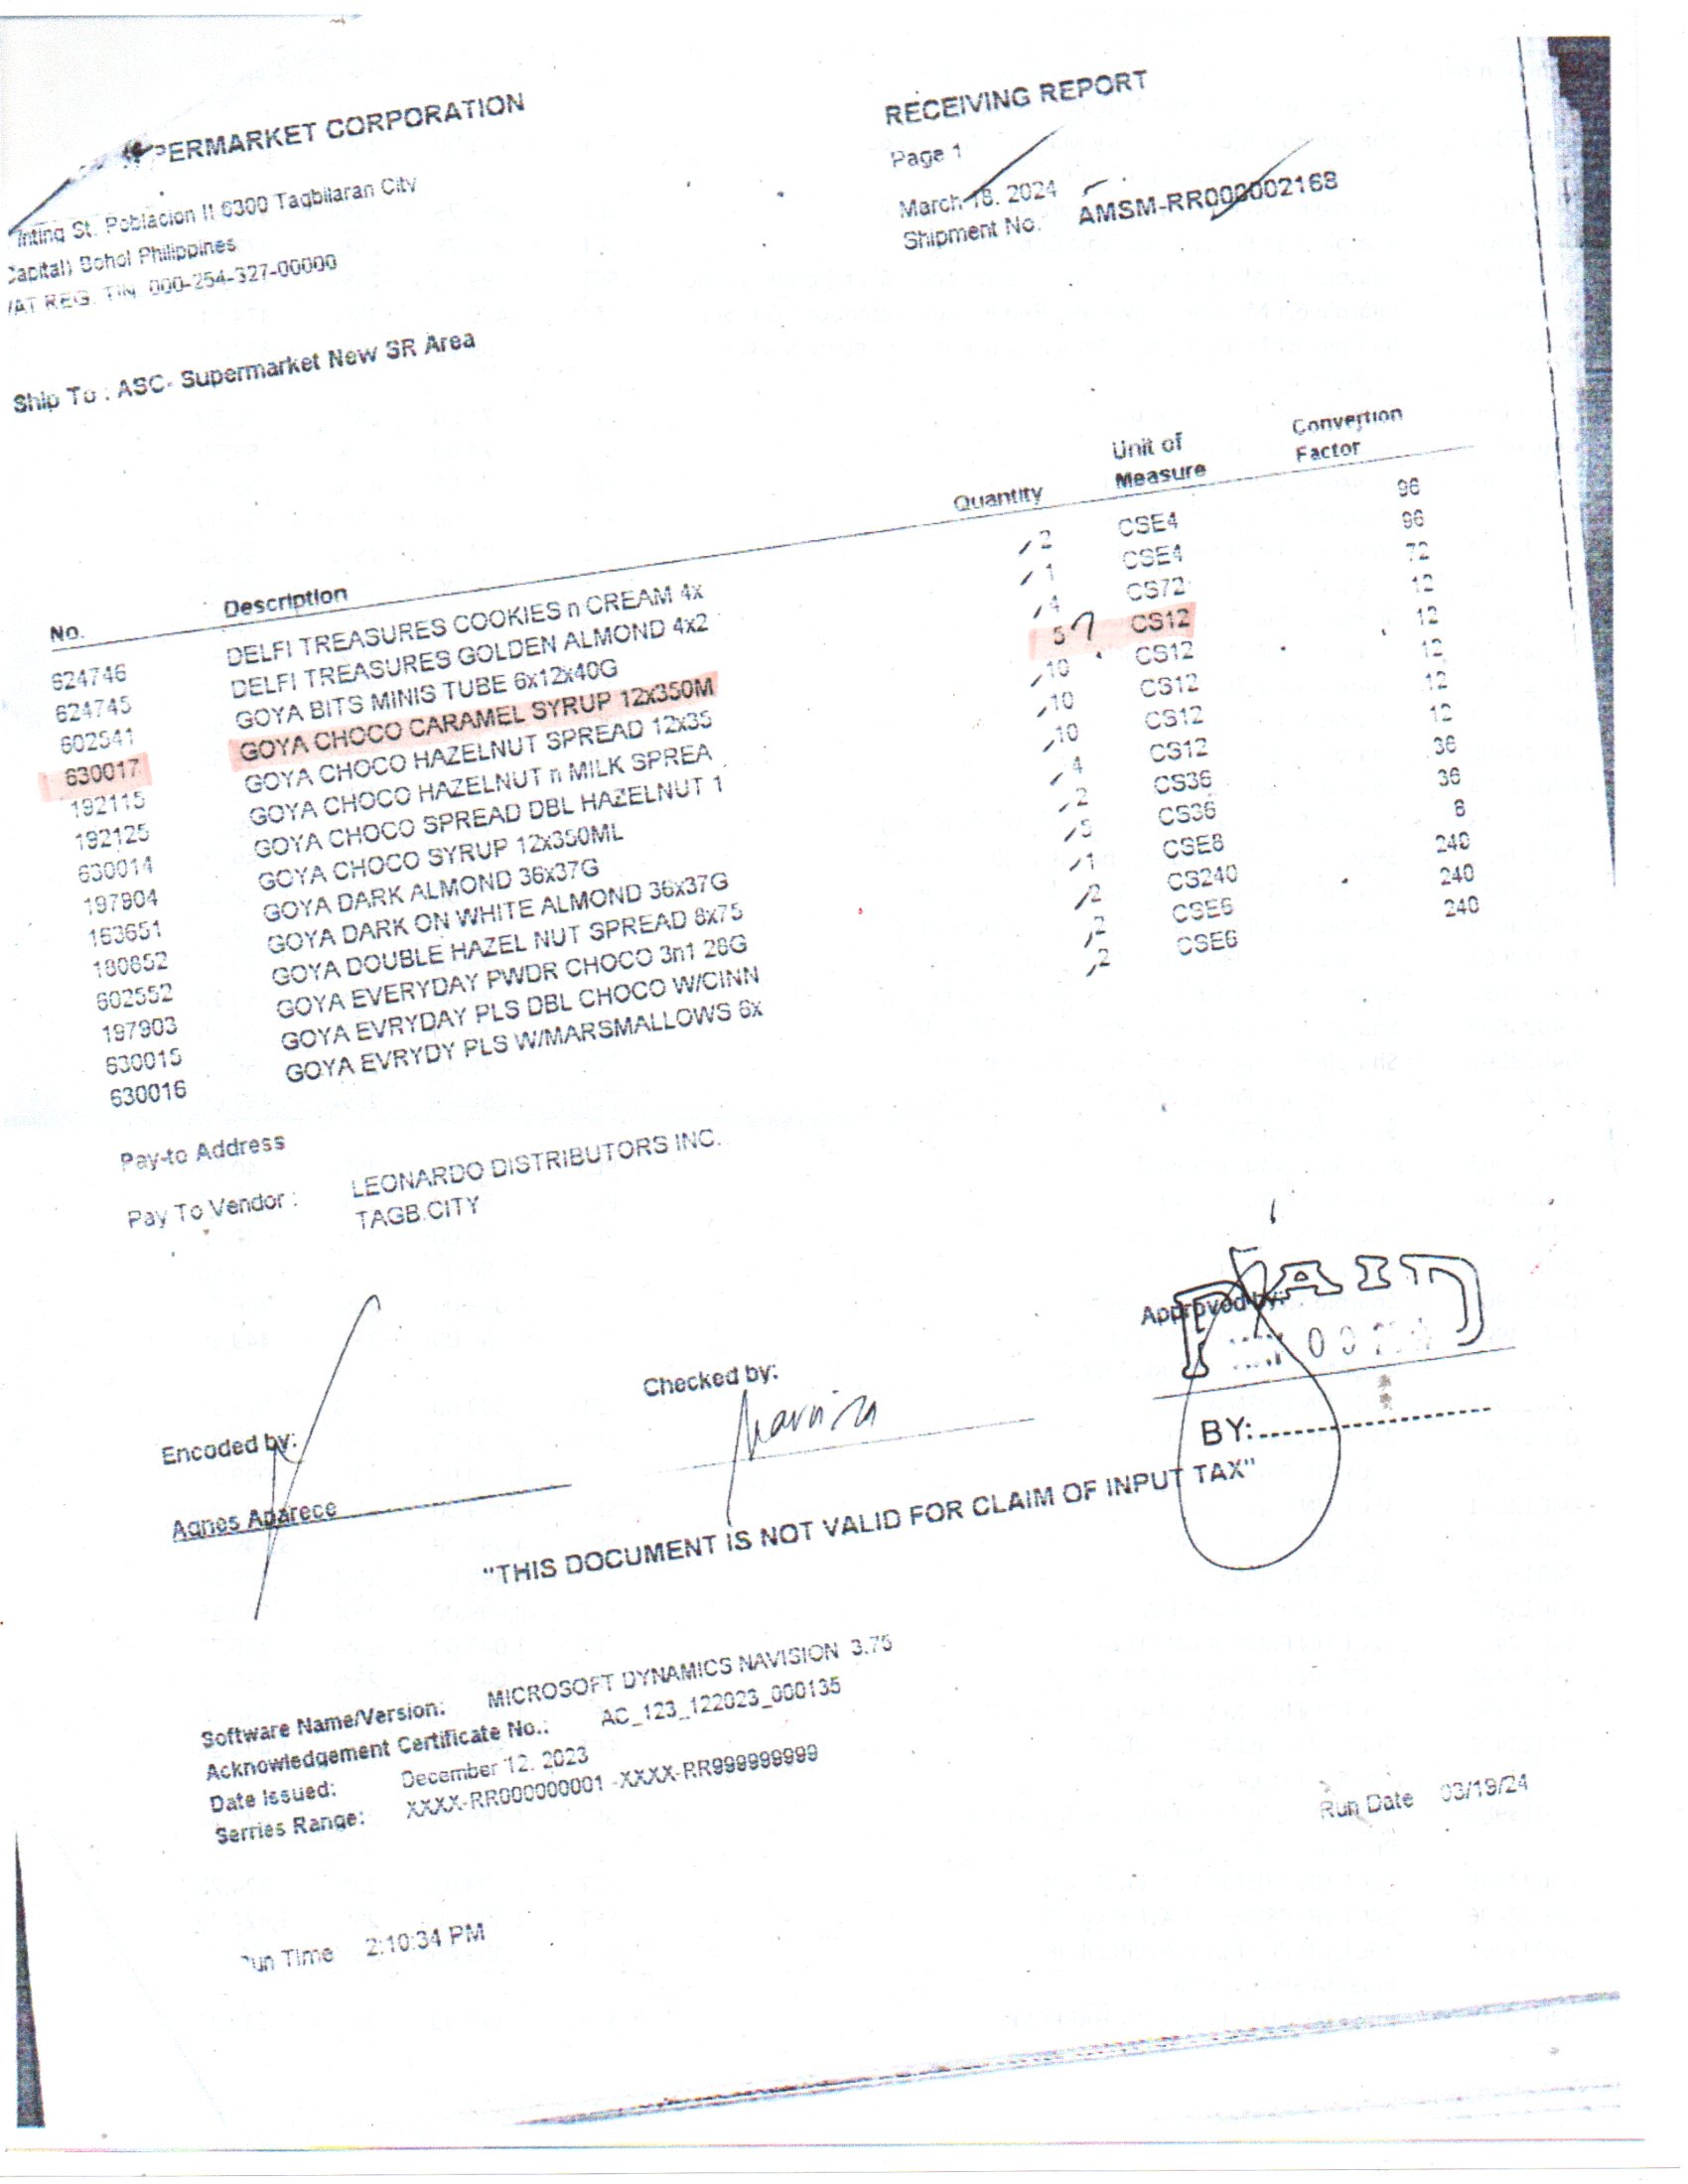 PERMARKET CORPORATION
RECEIVING REPORT
Page 1
inting St. Poblacion II 6300 Tagbilaran City
March 18. 2024
Capital) Bohol Philippines
Shipment No. AMSM-RR000002168
VAT REG. TIN 000-254-327-00000
Ship To : ASC- Supermarket New SR Area
No. Description Quantity Unit of Measure Convertion Factor
624746 DELFI TREASURES COOKIES n CREAM 4x 2 CSE4 96
624745 DELFI TREASURES GOLDEN ALMOND 4x2 1 CSE4 96
602541 GOYA BITS MINIS TUBE 6x12x40G 4 CS72 72
630017 GOYA CHOCO CARAMEL SYRUP 12x350M 5 CS12 12
192115 GOYA CHOCO HAZELNUT SPREAD 12x35 10 CS12 12
192125 GOYA CHOCO HAZELNUT n MILK SPREA 10 CS12 12
630014 GOYA CHOCO SPREAD DBL HAZELNUT 1 10 CS12 12
197904 GOYA CHOCO SYRUP 12x350ML 4 CS12 12
163651 GOYA DARK ALMOND 36x37G 2 CS36 36
180852 GOYA DARK ON WHITE ALMOND 36x37G 5 CS36 36
602552 GOYA DOUBLE HAZEL NUT SPREAD 8x75 1 CSE8 8
197903 GOYA EVERYDAY PWDR CHOCO 3n1 28G 2 CS240 240
630015 GOYA EVRYDAY PLS DBL CHOCO W/CINN 2 CSE6 240
630016 GOYA EVRYDY PLS W/MARSMALLOWS 6x 2 CSE6 240
Pay-to Address
Pay To Vendor : LEONARDO DISTRIBUTORS INC.
TAGB.CITY
PAID
Approved by:
Checked by:
Encoded by:
BY:
Agnes Aparece
"THIS DOCUMENT IS NOT VALID FOR CLAIM OF INPUT TAX"
Software Name/Version: MICROSOFT DYNAMICS NAVISION 3.75
Acknowledgement Certificate No.: AC_123_122023_000135
Date Issued: December 12. 2023
Serries Range: XXXX-RR000000001 -XXXX-RR999999999
Run Date 03/19/24
Run Time 2:10:34 PM